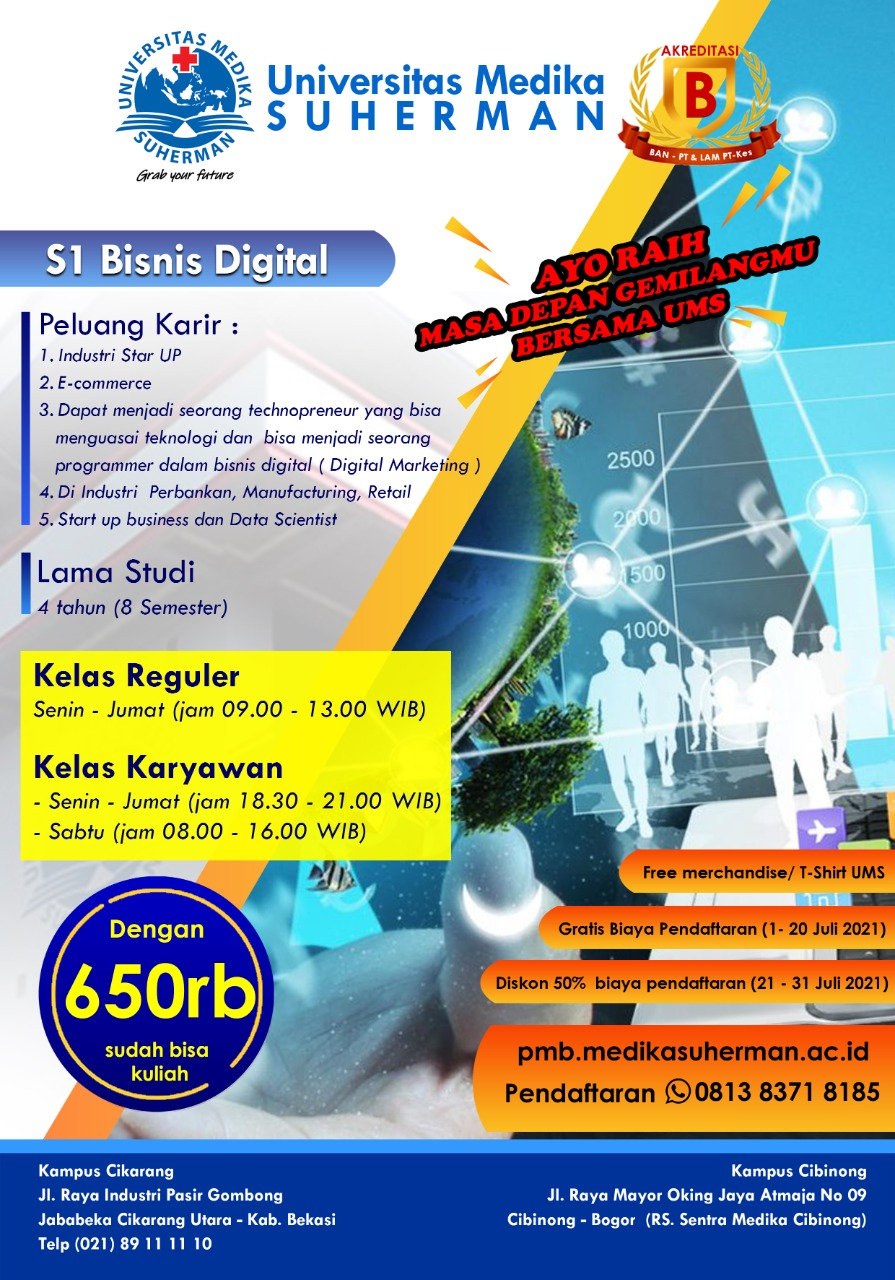 UNIVERSITAS MEDIKA
SUHERMAN
Grab your future
Universitas Medika
SUHERMAN
AKREDITASI
B
BAN - PT & LAM PT-Kes
S1 Bisnis Digital
AYO RAIH
MASA DEPAN GEMILANGMU
BERSAMA UMS
Peluang Karir :
1. Industri Star UP
2. E-commerce
3. Dapat menjadi seorang technopreneur yang bisa
menguasai teknologi dan bisa menjadi seorang
programmer dalam bisnis digital ( Digital Marketing )
4. Di Industri Perbankan, Manufacturing, Retail
5. Start up business dan Data Scientist
Lama Studi
4 tahun (8 Semester)
2500
2000
1500
1000
Kelas Reguler
Senin - Jumat (jam 09.00 - 13.00 WIB)
Kelas Karyawan
- Senin - Jumat (jam 18.30 - 21.00 WIB)
- Sabtu (jam 08.00 - 16.00 WIB)
Dengan
650rb
sudah bisa
kuliah
Free merchandise/ T-Shirt UMS
Gratis Biaya Pendaftaran (1- 20 Juli 2021)
Diskon 50% biaya pendaftaran (21 - 31 Juli 2021)
pmb.medikasuherman.ac.id
Pendaftaran 0813 8371 8185
Kampus Cikarang
Jl. Raya Industri Pasir Gombong
Jababeka Cikarang Utara - Kab. Bekasi
Telp (021) 89 11 11 10
Kampus Cibinong
Jl. Raya Mayor Oking Jaya Atmaja No 09
Cibinong - Bogor (RS. Sentra Medika Cibinong)